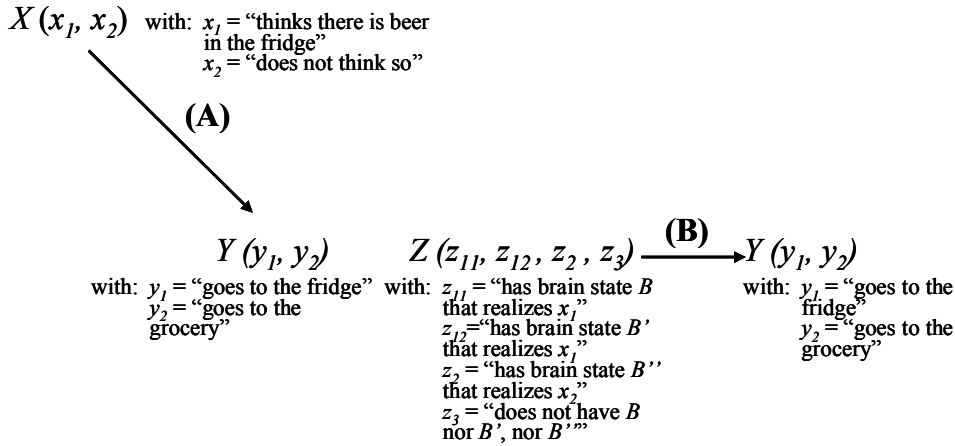 X (x1, x2) with: x1 = “thinks there is beer
in the fridge”
x2 = “does not think so”
(A)
(B)
Y (y1, y2)
with: y1 = “goes to the fridge”
y2 = “goes to the
grocery”
Z (z11, z12 , z2 , z3)
with: z11 = “has brain state B
that realizes x1”
z12=“has brain state B’
that realizes x1”
z2 = “has brain state B’’
that realizes x2”
z3 = “does not have B
nor B’, nor B’’”
Y (y1, y2)
with: y1 = “goes to the
fridge”
y2 = “goes to the
grocery”